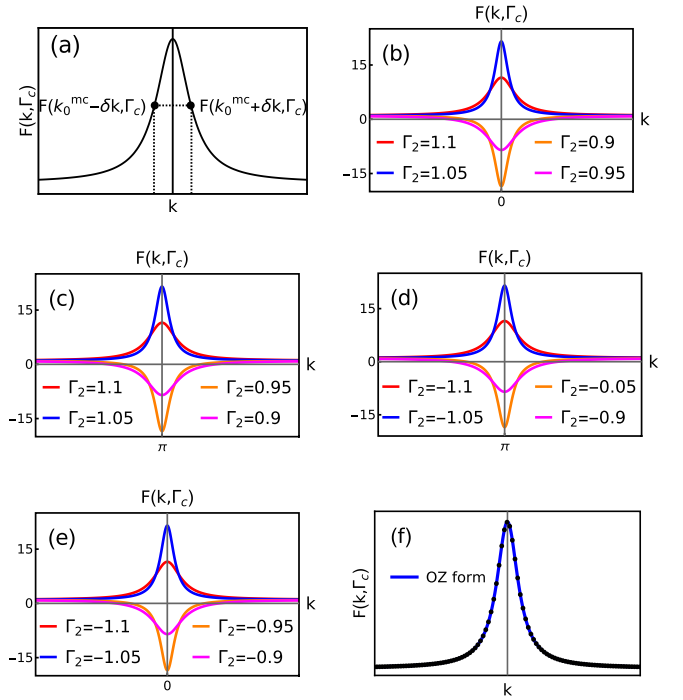 (a)
F(k,Γc)
F(k₀ᵐᶜ−δk,Γc)
F(k₀ᵐᶜ+δk,Γc)
k
F(k,Γc)
(b)
15
k
Γ₂=1.1
Γ₂=0.9
Γ₂=1.05
Γ₂=0.95
−15
0
F(k,Γc)
(c)
15
0
k
Γ₂=1.1
Γ₂=0.95
Γ₂=1.05
Γ₂=0.9
−15
π
F(k,Γc)
(d)
15
0
k
Γ₂=−1.1
Γ₂=−0.05
Γ₂=−1.05
Γ₂=−0.9
−15
π
F(k,Γc)
(e)
15
0
k
Γ₂=−1.1
Γ₂=−0.95
Γ₂=−1.05
Γ₂=−0.9
−15
0
(f)
OZ form
F(k,Γc)
k